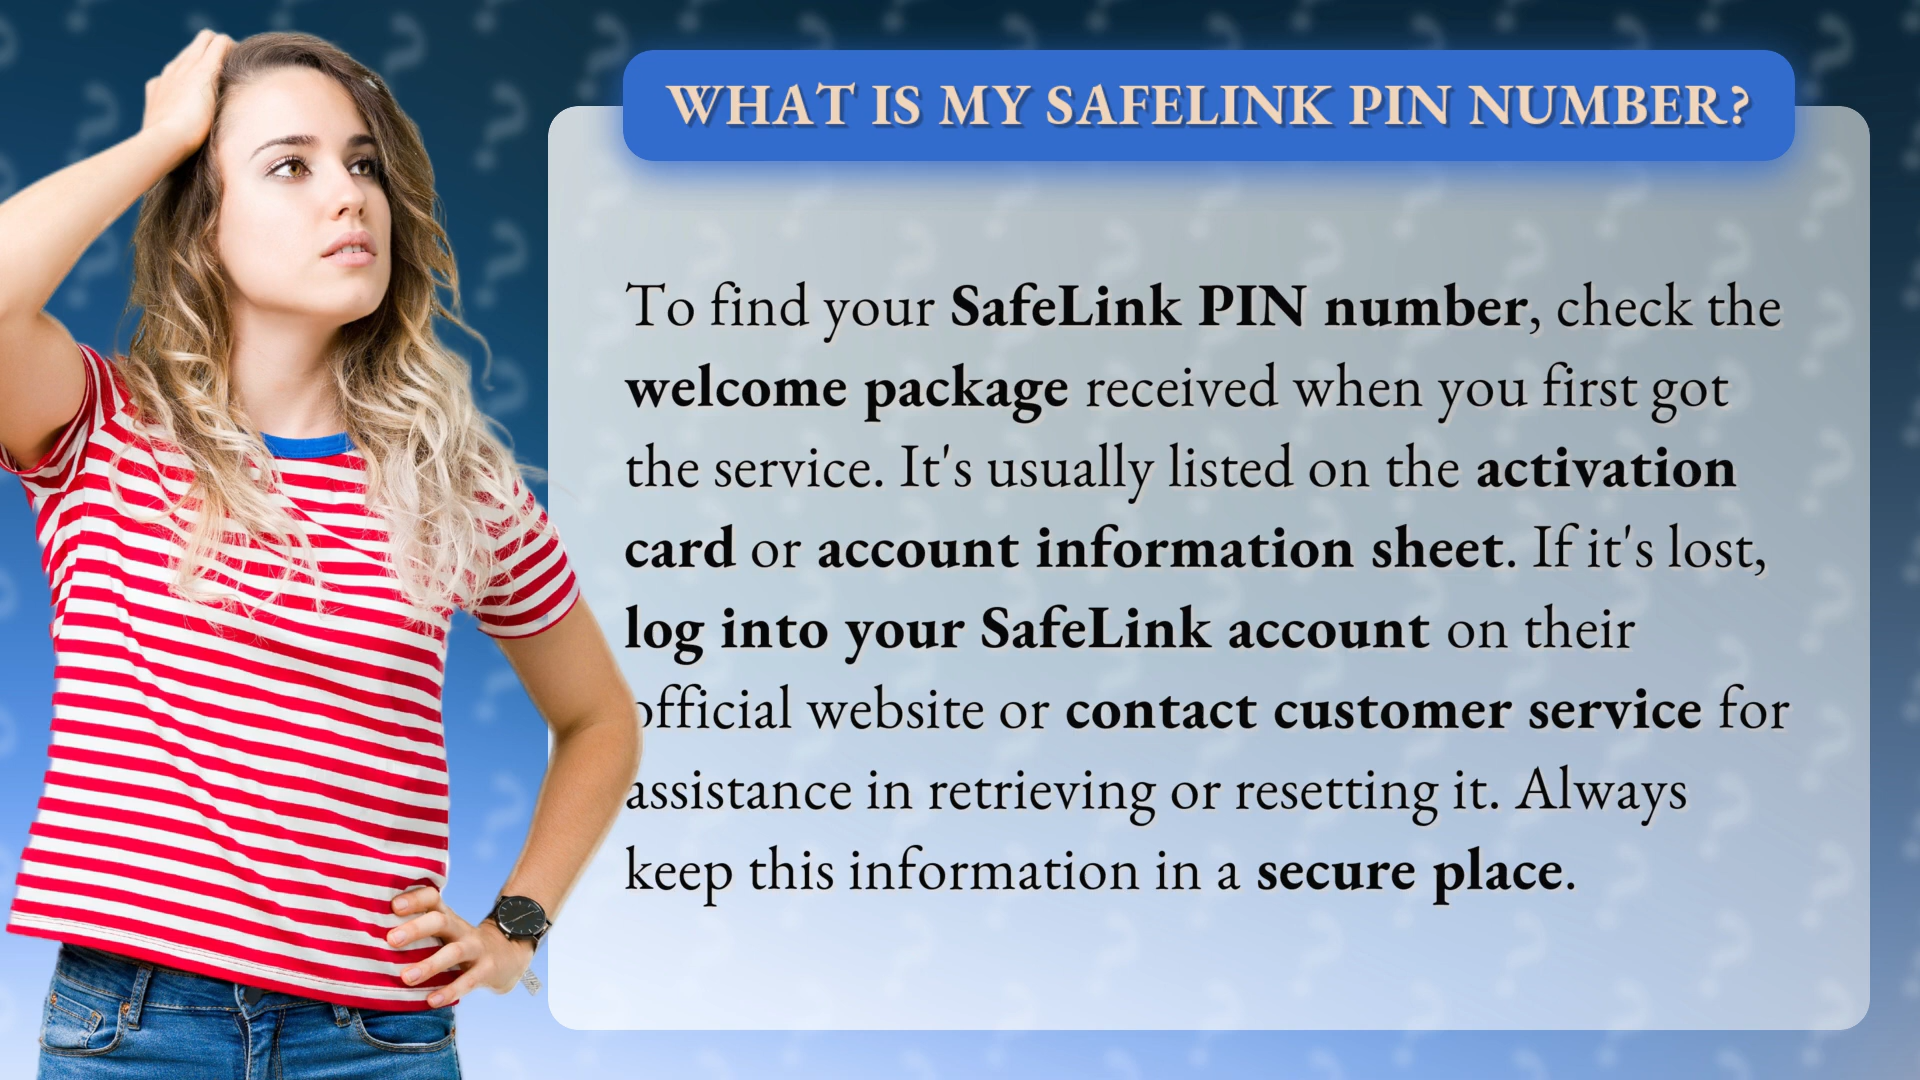 WHAT IS MY SAFELINK PIN NUMBER?
To find your SafeLink PIN number, check the
welcome package received when you first got
the service. It's usually listed on the activation
card or account information sheet. If it's lost,
log into your SafeLink account on their
official website or contact customer service for
assistance in retrieving or resetting it. Always
keep this information in a secure place.